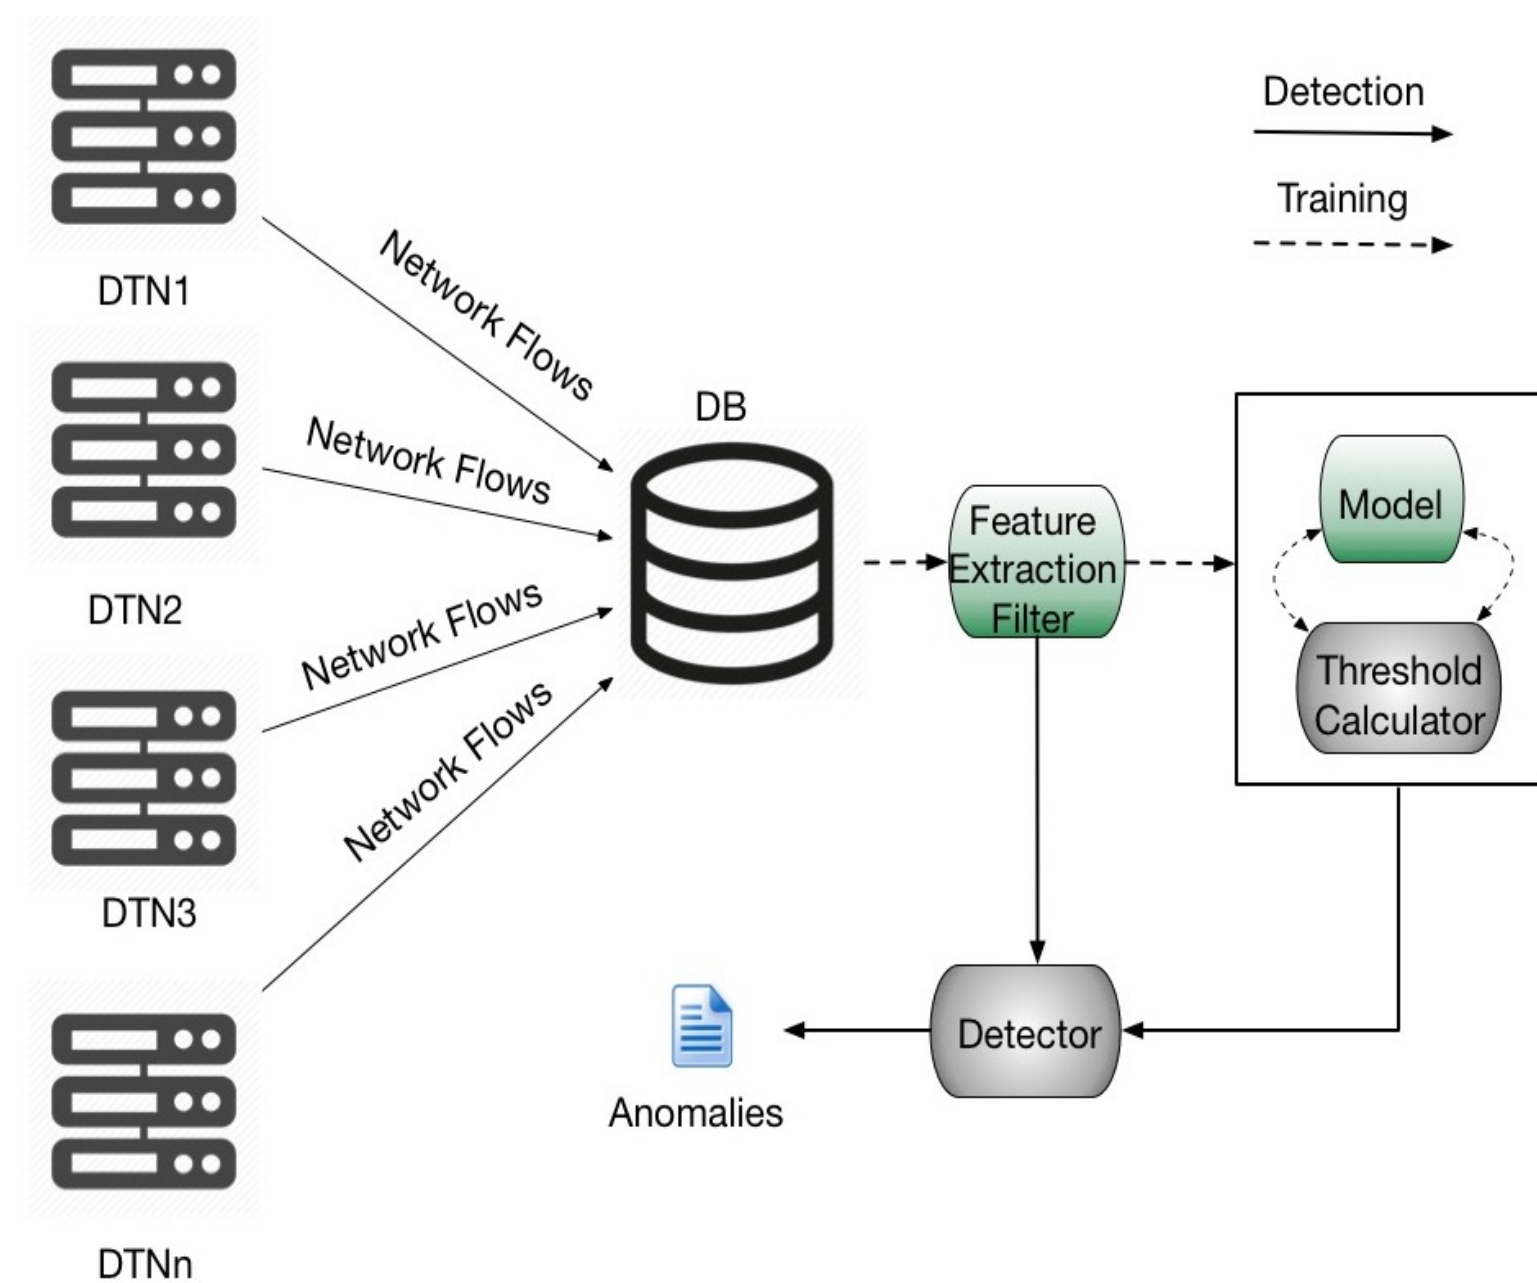 DTN1
Network Flows
Detection
Training
DTN2
Network Flows
DB
Feature
Extraction
Filter
Model
Threshold
Calculator
Network Flows
DTN3
Network Flows
Detector
Anomalies
DTNn